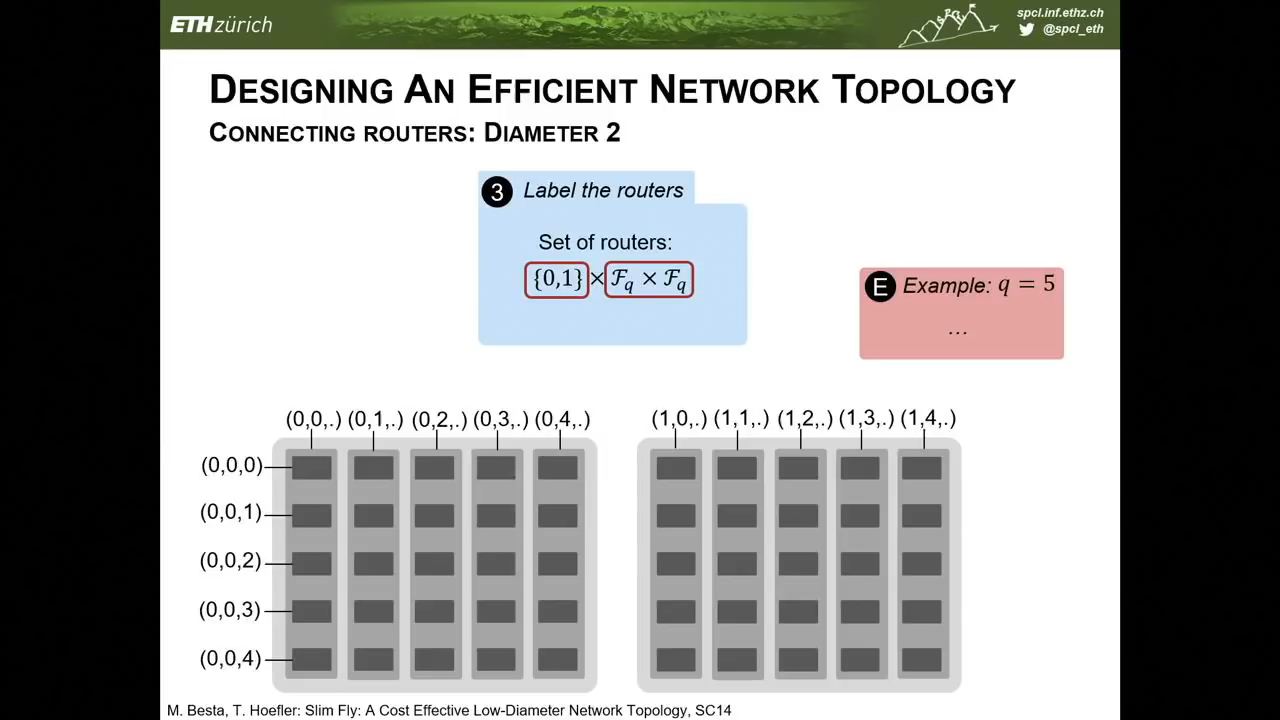 ETH zürich
spcl.inf.ethz.ch
@spcl_eth
DESIGNING AN EFFICIENT NETWORK TOPOLOGY
CONNECTING ROUTERS: DIAMETER 2
3 Label the routers
Set of routers:
{0,1} × ℱq × ℱq
E Example: q = 5
...
(0,0,.) (0,1,.) (0,2,.) (0,3,.) (0,4,.)
(1,0,.) (1,1,.) (1,2,.) (1,3,.) (1,4,.)
(0,0,0)
(0,0,1)
(0,0,2)
(0,0,3)
(0,0,4)
M. Besta, T. Hoefler: Slim Fly: A Cost Effective Low-Diameter Network Topology, SC14